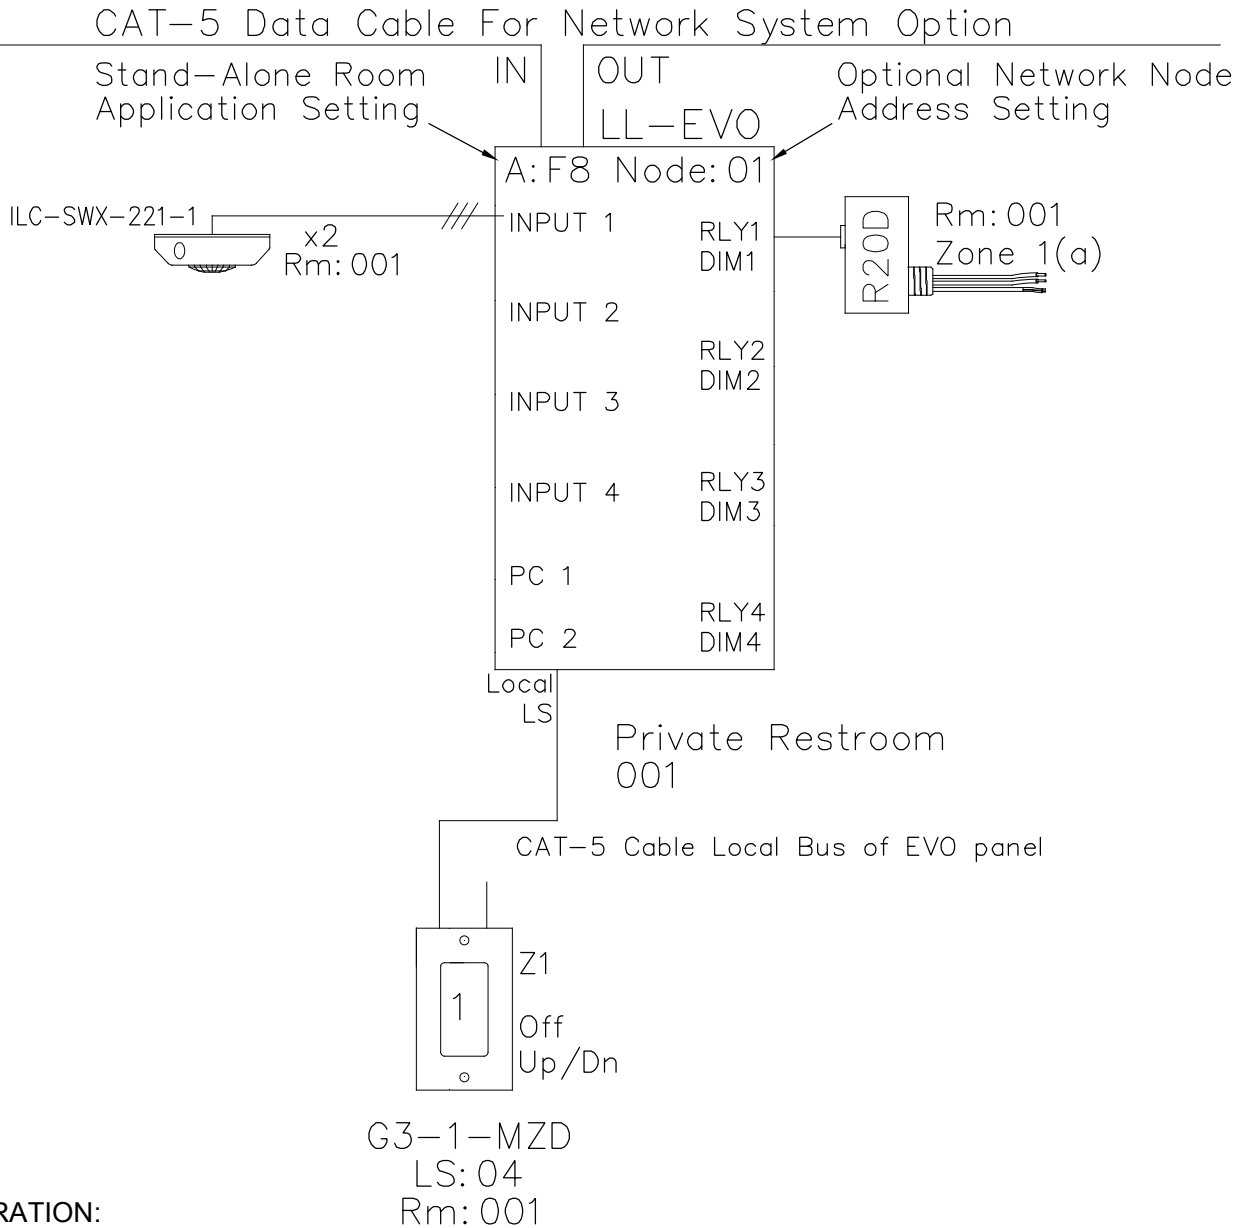 CAT-5 Data Cable For Network System Option
Stand-Alone Room
Application Setting
IN
OUT
Optional Network Node
Address Setting
LL-EVO
A: F8 Node: 01
ILC-SWX-221-1
x2
Rm: 001
INPUT 1
INPUT 2
INPUT 3
INPUT 4
PC 1
PC 2
RLY1
DIM1
RLY2
DIM2
RLY3
DIM3
RLY4
DIM4
R20D
Rm: 001
Zone 1(a)
Local
LS
Private Restroom
001
CAT-5 Cable Local Bus of EVO panel
1
Z1
Off
Up/Dn
G3-1-MZD
LS: 04
Rm: 001
RATION: